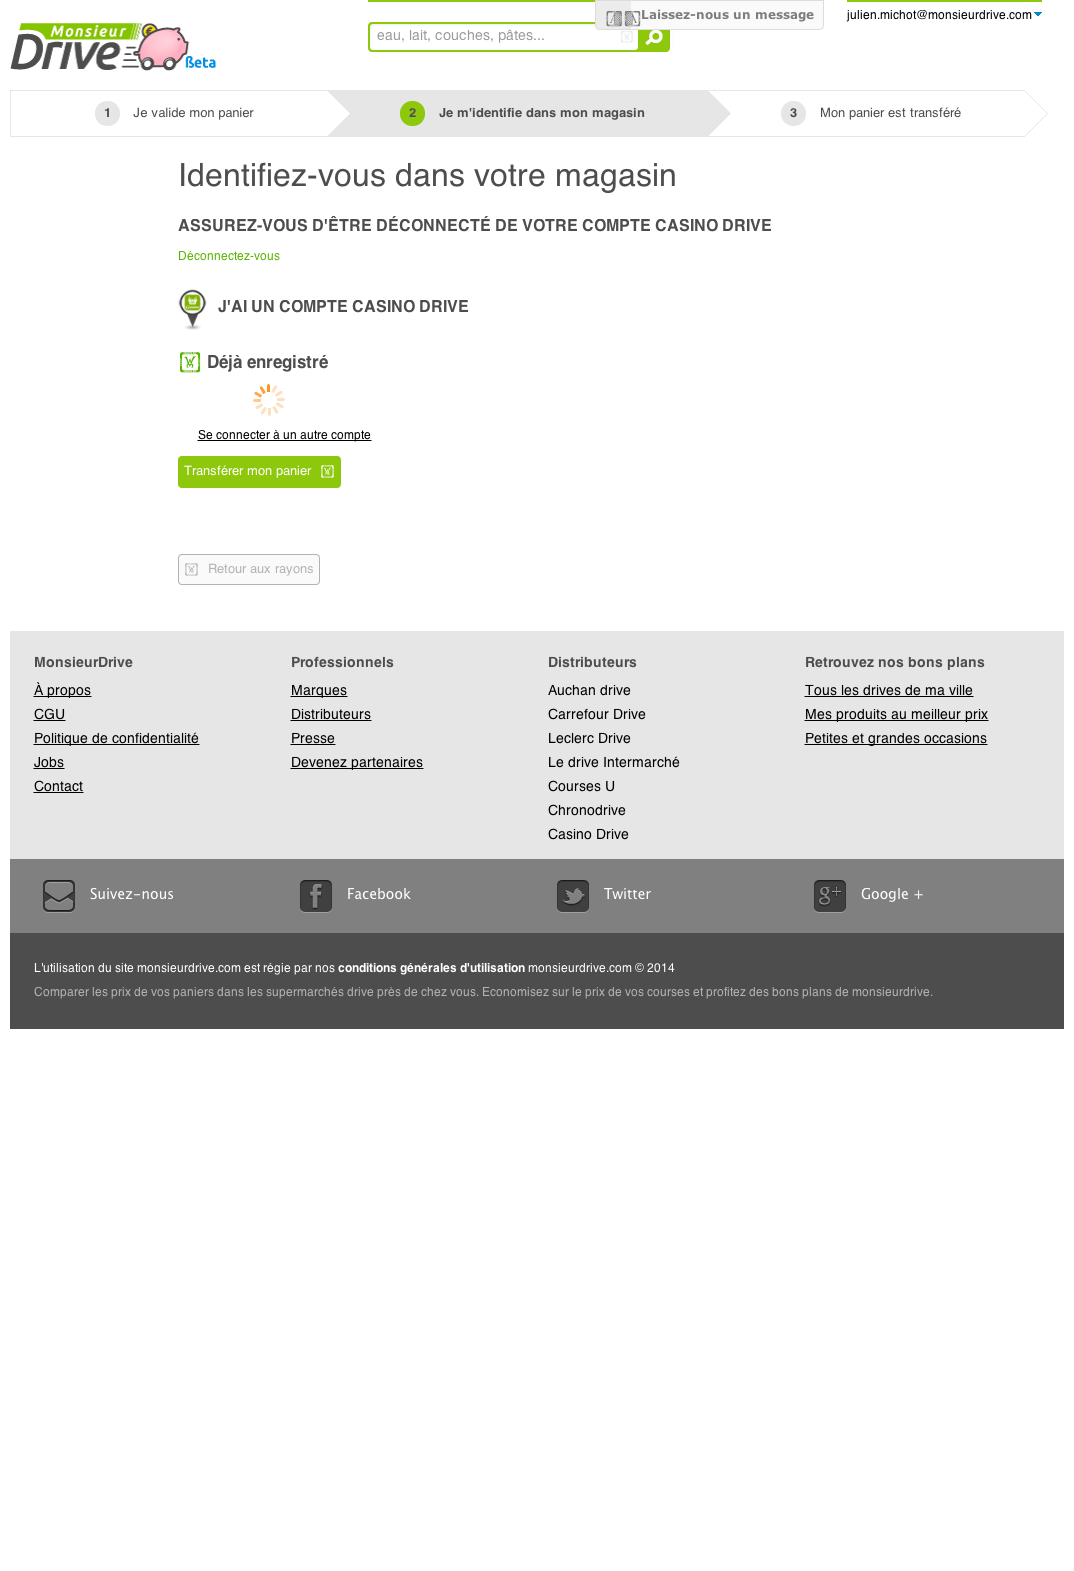 Monsieur
Drive
βeta
eau, lait, couches, pâtes...
Laissez-nous un message
julien.michot@monsieurdrive.com
1 Je valide mon panier
2 Je m'identifie dans mon magasin
3 Mon panier est transféré
Identifiez-vous dans votre magasin
ASSUREZ-VOUS D'ÊTRE DÉCONNECTÉ DE VOTRE COMPTE CASINO DRIVE
Déconnectez-vous
J'AI UN COMPTE CASINO DRIVE
Déjà enregistré
Se connecter à un autre compte
Transférer mon panier
Retour aux rayons
MonsieurDrive
À propos
CGU
Politique de confidentialité
Jobs
Contact
Professionnels
Marques
Distributeurs
Presse
Devenez partenaires
Distributeurs
Auchan drive
Carrefour Drive
Leclerc Drive
Le drive Intermarché
Courses U
Chronodrive
Casino Drive
Retrouvez nos bons plans
Tous les drives de ma ville
Mes produits au meilleur prix
Petites et grandes occasions
Suivez-nous
Facebook
Twitter
Google +
L'utilisation du site monsieurdrive.com est régie par nos conditions générales d'utilisation monsieurdrive.com © 2014
Comparer les prix de vos paniers dans les supermarchés drive près de chez vous. Economisez sur le prix de vos courses et profitez des bons plans de monsieurdrive.